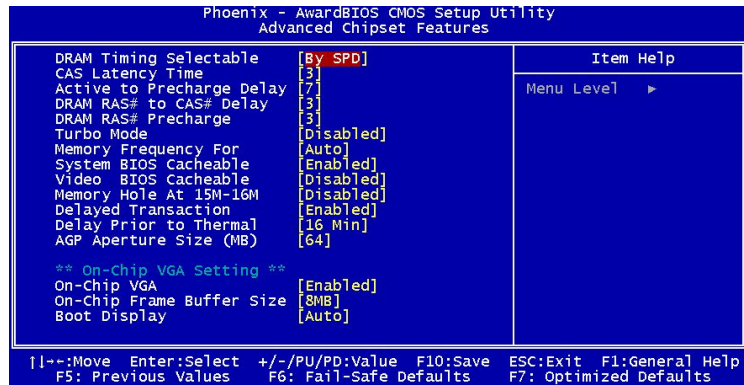 Phoenix - AwardBIOS CMOS Setup Utility
Advanced Chipset Features
DRAM Timing Selectable [By SPD]
CAS Latency Time [3]
Active to Precharge Delay [7]
DRAM RAS# to CAS# Delay [3]
DRAM RAS# Precharge [3]
Turbo Mode [Disabled]
Memory Frequency For [Auto]
System BIOS Cacheable [Enabled]
Video BIOS Cacheable [Disabled]
Memory Hole At 15M-16M [Disabled]
Delayed Transaction [Enabled]
Delay Prior to Thermal [16 Min]
AGP Aperture Size (MB) [64]
** On-Chip VGA Setting **
On-Chip VGA [Enabled]
On-Chip Frame Buffer Size [8MB]
Boot Display [Auto]
Item Help
Menu Level ►
↑↓→←:Move Enter:Select +/-/PU/PD:Value F10:Save ESC:Exit F1:General Help
F5: Previous Values F6: Fail-Safe Defaults F7: Optimized Defaults